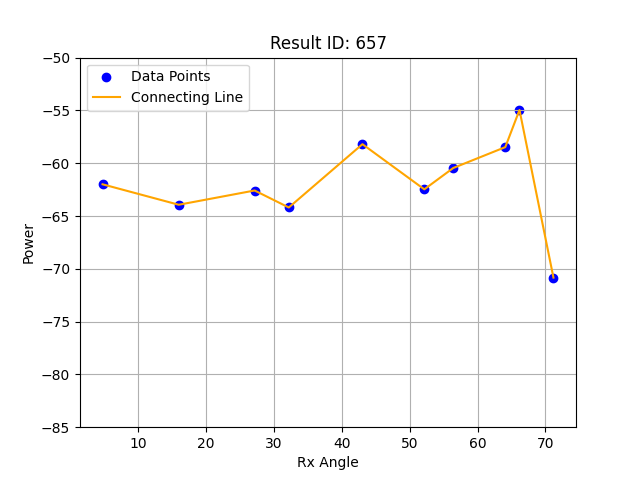 Result ID: 657
Data Points
Connecting Line
Power
−50
−55
−60
−65
−70
−75
−80
−85
10 20 30 40 50 60 70
Rx Angle